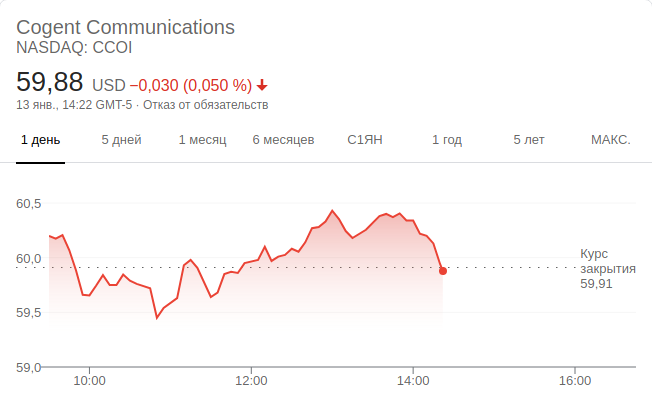 Cogent Communications
NASDAQ: CCOI
59,88 USD −0,030 (0,050 %)
13 янв., 14:22 GMT-5 · Отказ от обязательств
1 день 5 дней 1 месяц 6 месяцев С1ЯН 1 год 5 лет МАКС.
60,5
60,0
59,5
59,0
Курс
закрытия
59,91
10:00 12:00 14:00 16:00